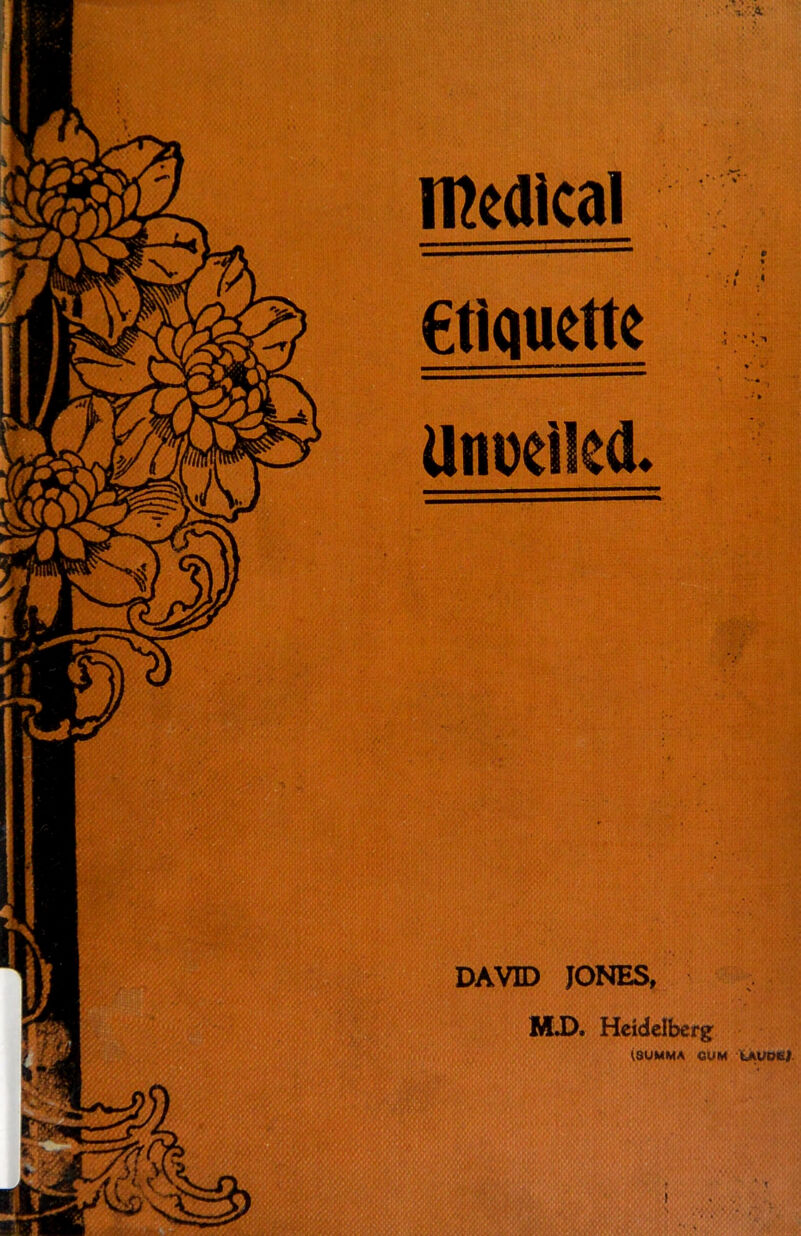 Medical
Etiquette
Unveiled.
DAVID JONES,
M.D. Heidelberg
(SUMMA CUM LAUDE).